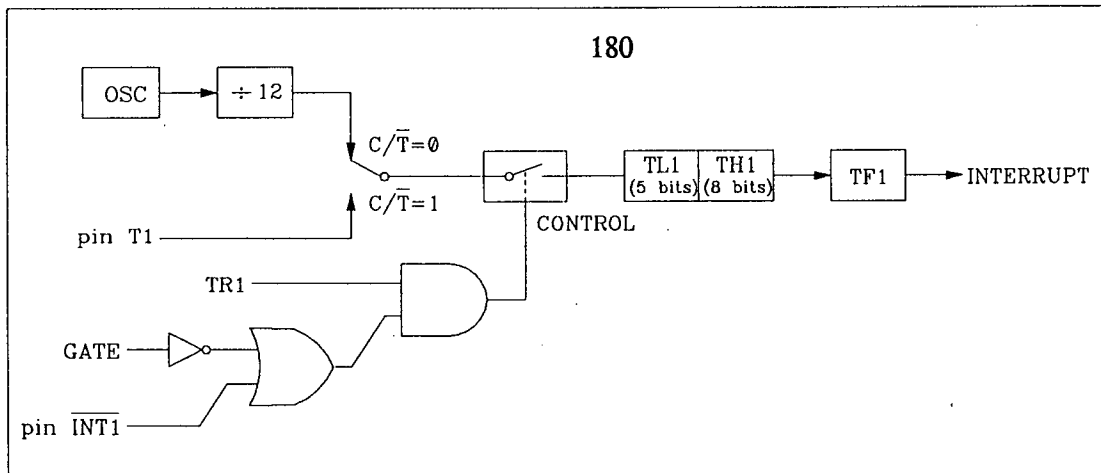 180
OSC
÷ 12
C/T̅=0
C/T̅=1
pin T1
TL1
(5 bits)
TH1
(8 bits)
TF1
INTERRUPT
CONTROL
TR1
GATE
pin I̅N̅T̅1̅